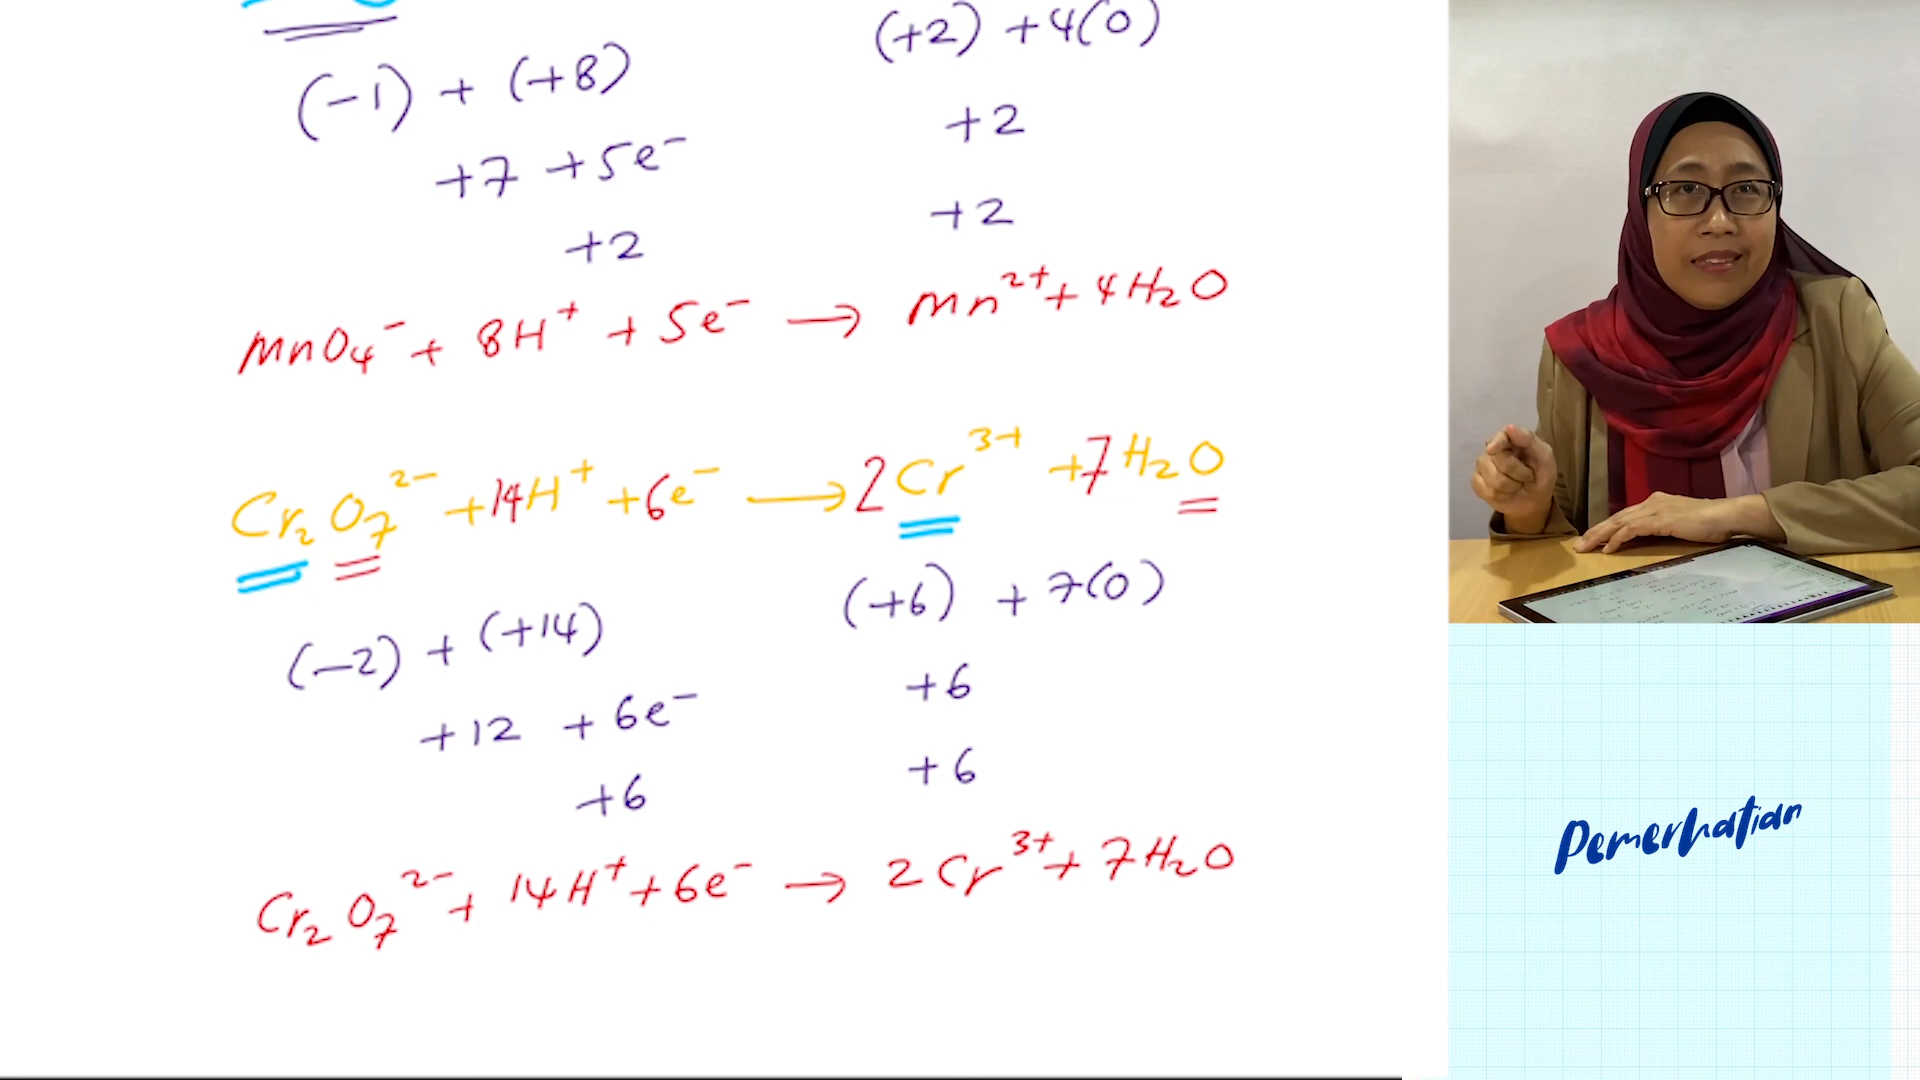 (-1) + (+8) (+2) + 4(0)
+7 +5e⁻ +2
+2 +2
MnO₄⁻ + 8H⁺ + 5e⁻ → Mn²⁺ + 4H₂O
Cr₂O₇²⁻ + 14H⁺ + 6e⁻ → 2Cr³⁺ + 7H₂O
(-2) + (+14) (+6) + 7(0)
+12 + 6e⁻ +6
+6 +6
Cr₂O₇²⁻ + 14H⁺ + 6e⁻ → 2Cr³⁺ + 7H₂O
Pemerhatian